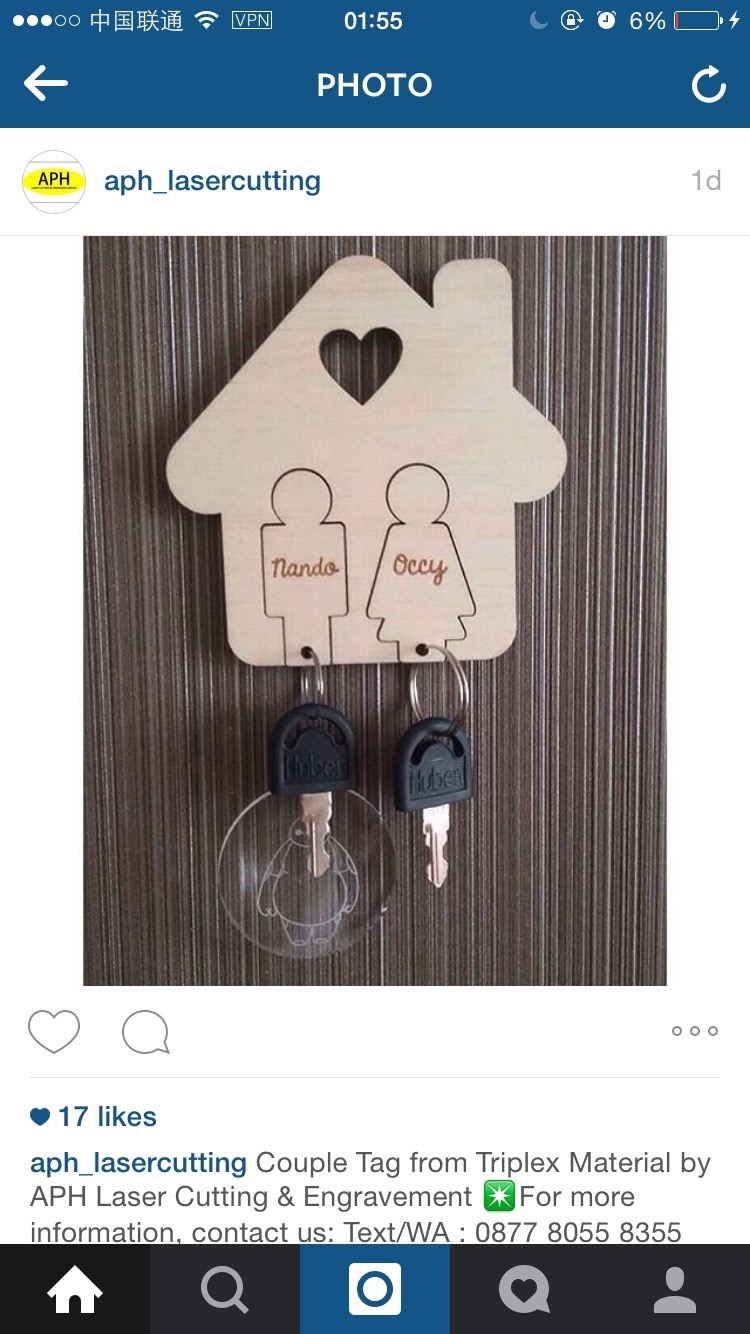 中国联通 VPN 01:55 6%
PHOTO
APH
aph_lasercutting 1d
Nando Occy
Huben Huben
17 likes
aph_lasercutting Couple Tag from Triplex Material by
APH Laser Cutting & Engravement ✳️For more
information, contact us: Text/WA : 0877 8055 8355